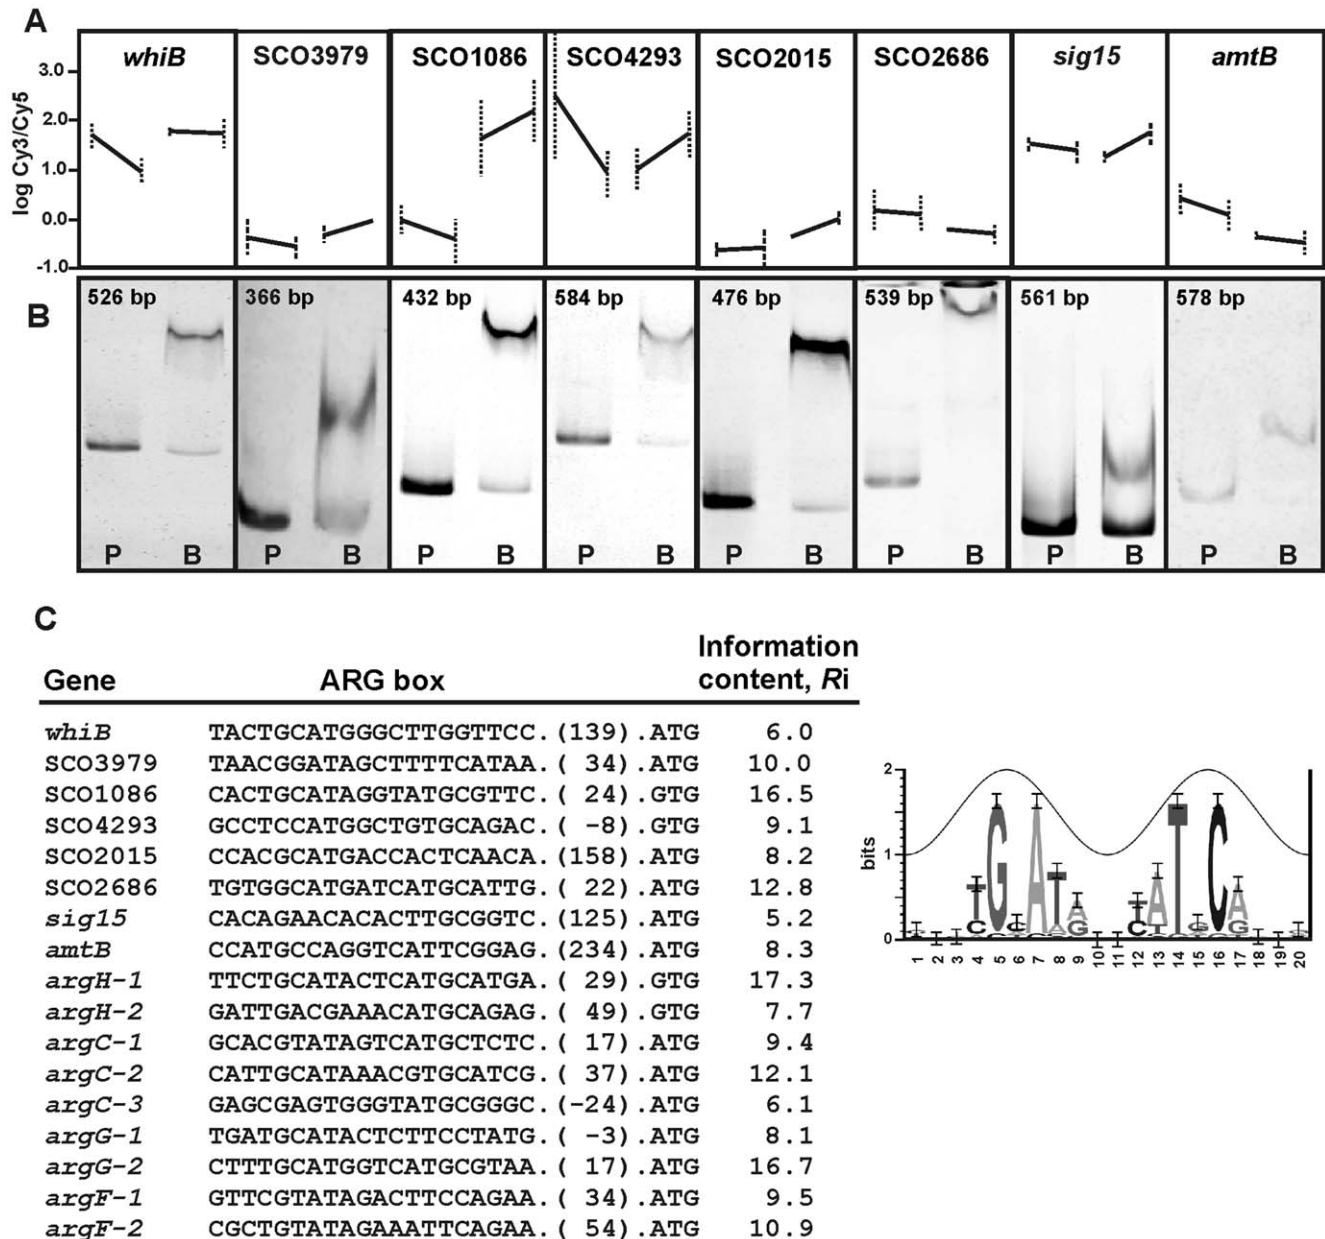 A
whiB SCO3979 SCO1086 SCO4293 SCO2015 SCO2686 sig15 amtB
log Cy3/Cy5
3.0
2.0
1.0
0.0
-1.0
B
526 bp 366 bp 432 bp 584 bp 476 bp 539 bp 561 bp 578 bp
P B P B P B P B P B P B P B P B
C
Gene ARG box Information content, Ri
whiB TACTGCATGGGCTTGGTTCC.(139).ATG 6.0
SCO3979 TAACGGATAGCTTTTCATAA.( 34).ATG 10.0
SCO1086 CACTGCATAGGTATGCGTTC.( 24).GTG 16.5
SCO4293 GCCTCCATGGCTGTGCAGAC.( -8).GTG 9.1
SCO2015 CCACGCATGACCACTCAACA.(158).ATG 8.2
SCO2686 TGTGGCATGATCATGCATTG.( 22).ATG 12.8
sig15 CACAGAACACACTTGCGGTC.(125).ATG 5.2
amtB CCATGCCAGGTCATTCGGAG.(234).ATG 8.3
argH-1 TTCTGCATACTCATGCATGA.( 29).GTG 17.3
argH-2 GATTGACGAAACATGCAGAG.( 49).GTG 7.7
argC-1 GCACGTATAGTCATGCTCTC.( 17).ATG 9.4
argC-2 CATTGCATAAACGTGCATCG.( 37).ATG 12.1
argC-3 GAGCGAGTGGGTATGCGGGC.(-24).ATG 6.1
argG-1 TGATGCATACTCTTCCTATG.( -3).ATG 8.1
argG-2 CTTTGCATGGTCATGCGTAA.( 17).ATG 16.7
argF-1 GTTCGTATAGACTTCCAGAA.( 34).ATG 9.5
argF-2 CGCTGTATAGAAATTCAGAA.( 54).ATG 10.9
bits
2
1
0
1 2 3 4 5 6 7 8 9 10 11 12 13 14 15 16 17 18 19 20